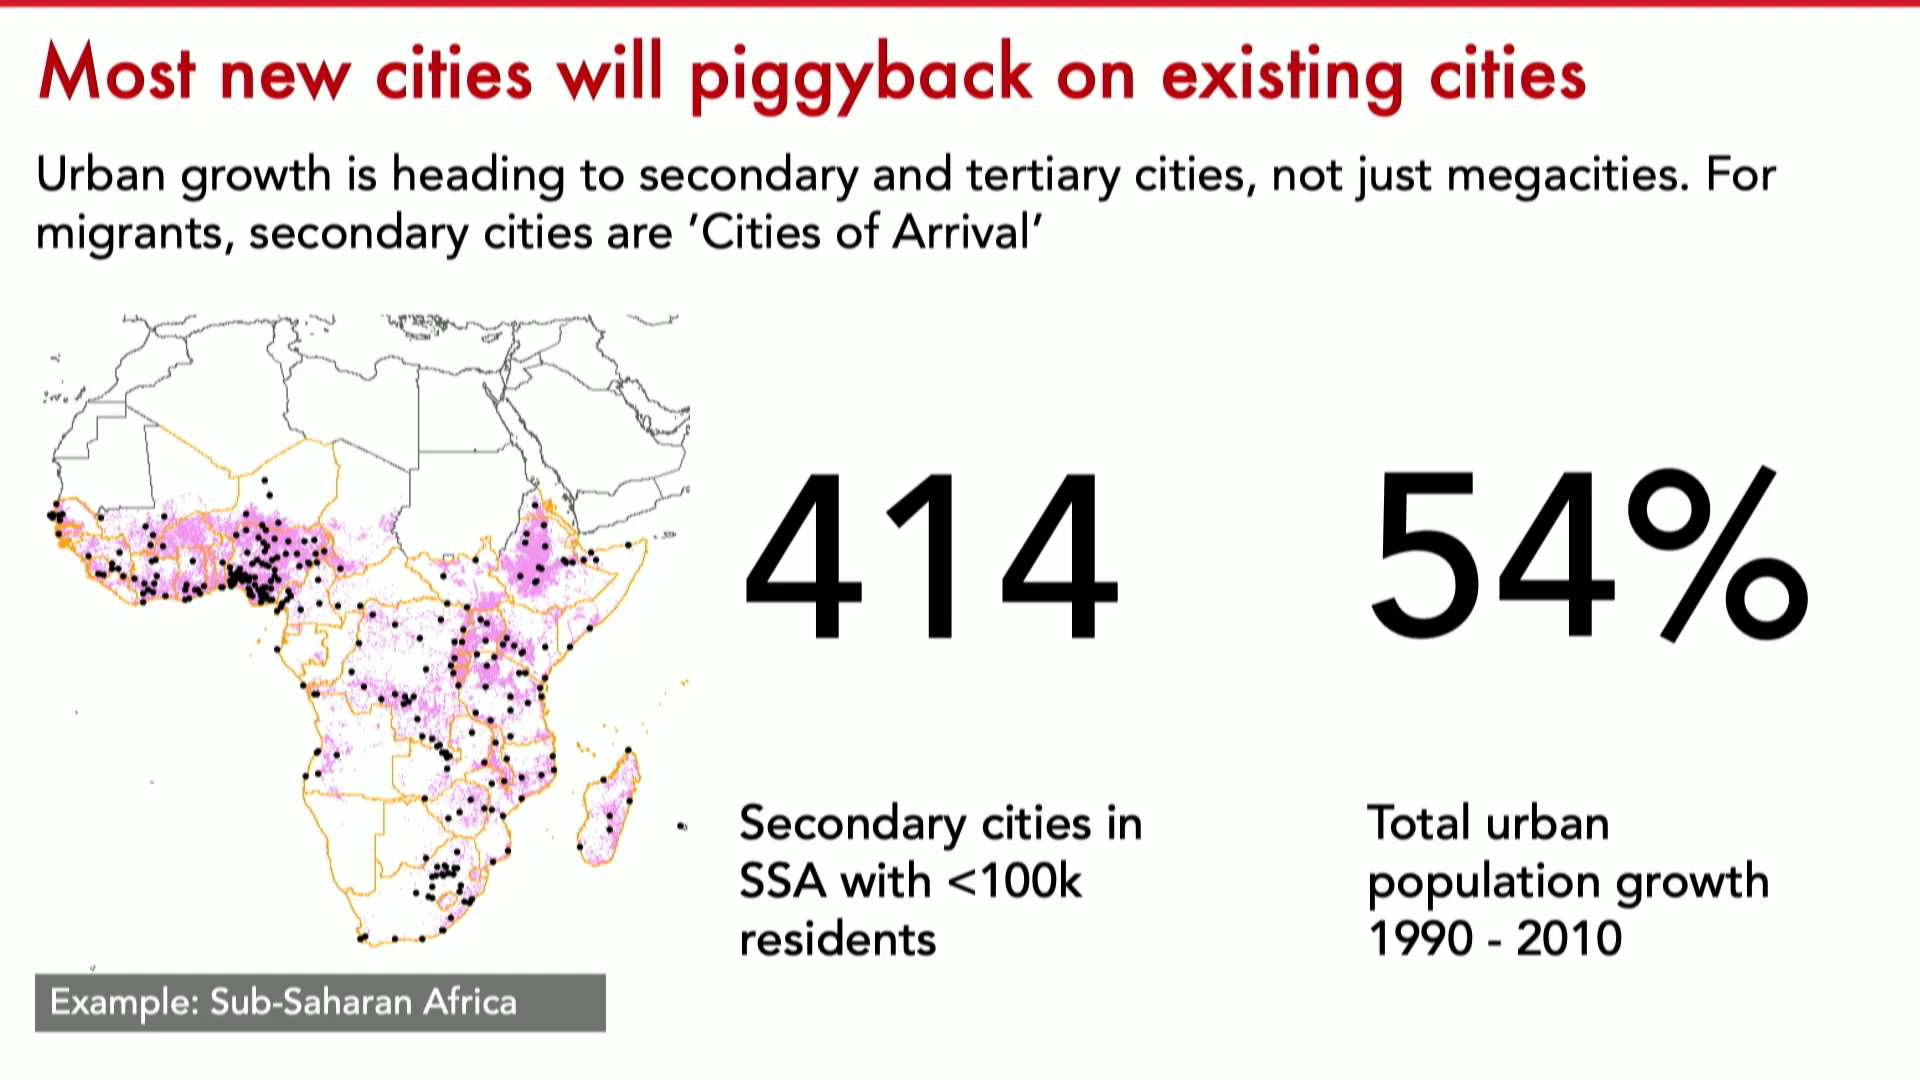 Most new cities will piggyback on existing cities
Urban growth is heading to secondary and tertiary cities, not just megacities. For
migrants, secondary cities are ’Cities of Arrival’
414
54%
Secondary cities in
SSA with <100k
residents
Total urban
population growth
1990 - 2010
Example: Sub-Saharan Africa